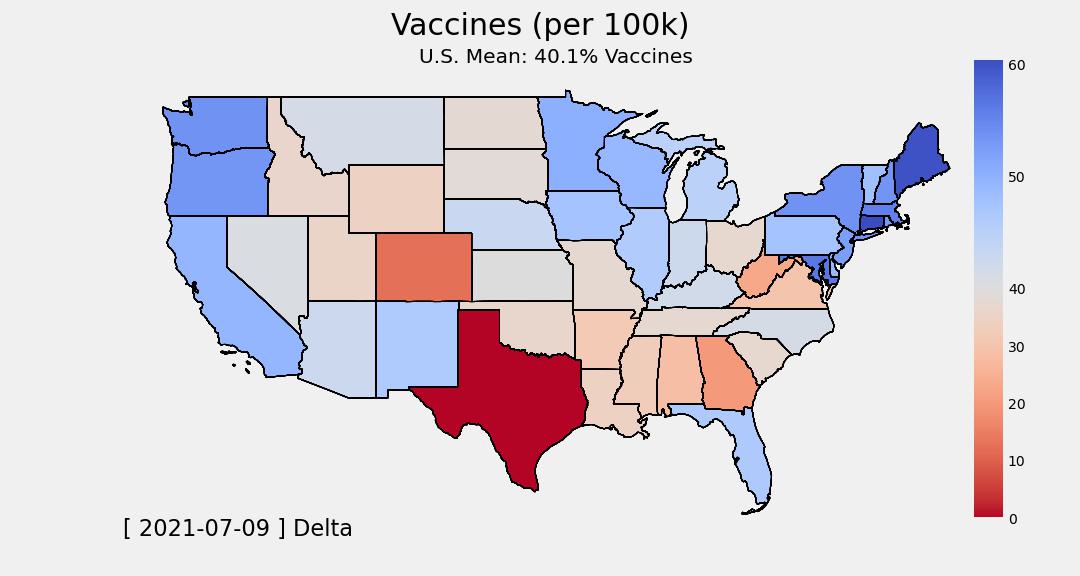 Vaccines (per 100k)
U.S. Mean: 40.1% Vaccines
60
50
40
30
20
10
0
[ 2021-07-09 ] Delta